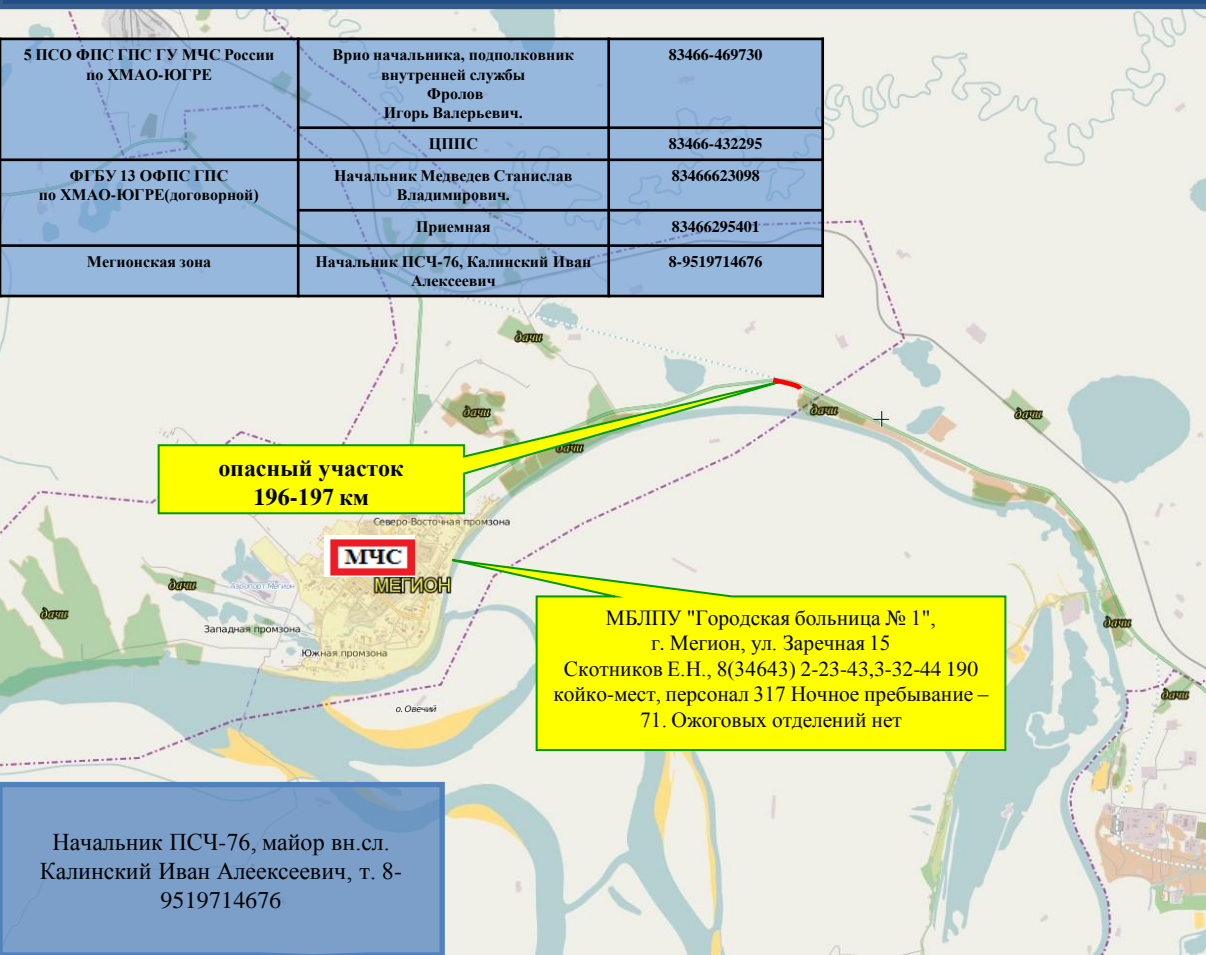 5 ПСО ФПС ГПС ГУ МЧС России
по ХМАО-ЮГРЕ
Врио начальника, подполковник
внутренней службы
Фролов
Игорь Валерьевич.
83466-469730
ЦППС
83466-432295
ФГБУ 13 ОФПС ГПС
по ХМАО-ЮГРЕ(договорной)
Начальник Медведев Станислав
Владимирович.
83466623098
Приемная
83466295401
Мегионская зона
Начальник ПСЧ-76, Калинский Иван
Алексеевич
8-9519714676
дачи
дачи
дачи
дачи
дачи
опасный участок
196-197 км
Северо-Восточная промзона
МЧС
МЕГИОН
дачи
Аэропорт Мегион
дачи
Западная промзона
Южная промзона
о. Овечий
МБЛПУ "Городская больница № 1",
г. Мегион, ул. Заречная 15
Скотников Е.Н., 8(34643) 2-23-43,3-32-44 190
койко-мест, персонал 317 Ночное пребывание –
71. Ожоговых отделений нет
дачи
дачи
Начальник ПСЧ-76, майор вн.сл.
Калинский Иван Алеексеевич, т. 8-
9519714676